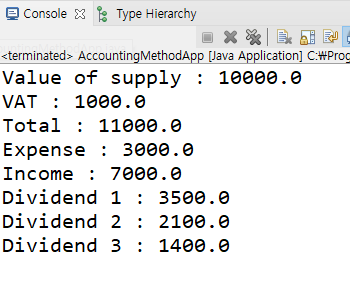 Console Type Hierarchy
<terminated> AccountingMethodApp [Java Application] C:₩Prog
Value of supply : 10000.0
VAT : 1000.0
Total : 11000.0
Expense : 3000.0
Income : 7000.0
Dividend 1 : 3500.0
Dividend 2 : 2100.0
Dividend 3 : 1400.0